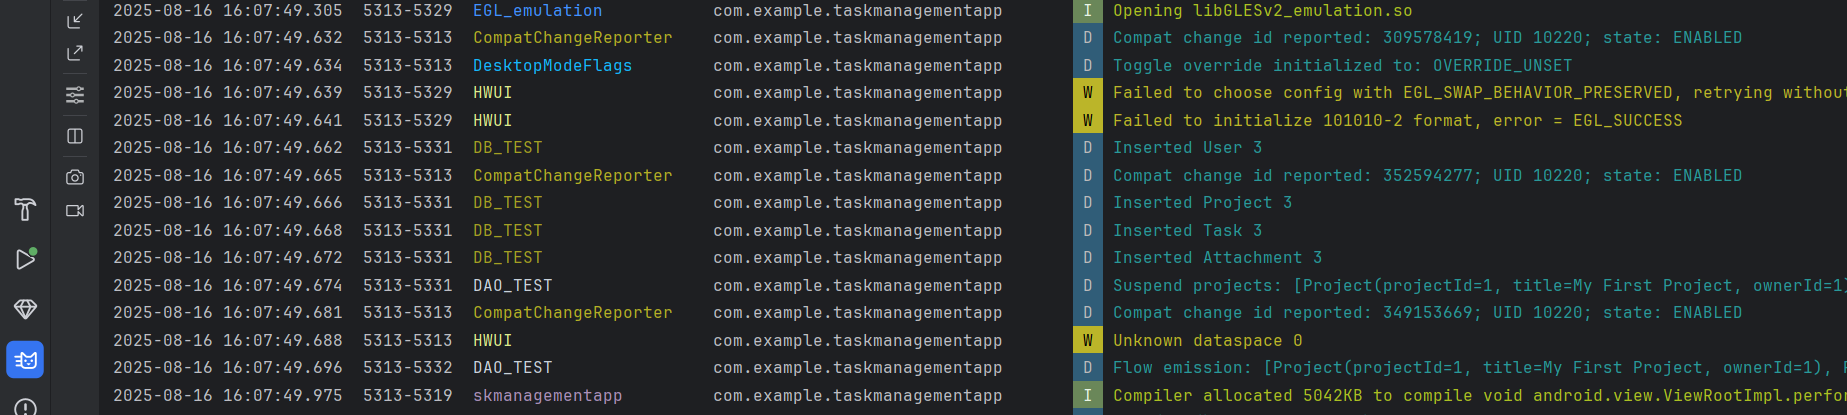 2025-08-16 16:07:49.305 5313-5329 EGL_emulation com.example.taskmanagementapp I Opening libGLESv2_emulation.so
2025-08-16 16:07:49.632 5313-5313 CompatChangeReporter com.example.taskmanagementapp D Compat change id reported: 309578419; UID 10220; state: ENABLED
2025-08-16 16:07:49.634 5313-5313 DesktopModeFlags com.example.taskmanagementapp D Toggle override initialized to: OVERRIDE_UNSET
2025-08-16 16:07:49.639 5313-5329 HWUI com.example.taskmanagementapp W Failed to choose config with EGL_SWAP_BEHAVIOR_PRESERVED, retrying without
2025-08-16 16:07:49.641 5313-5329 HWUI com.example.taskmanagementapp W Failed to initialize 101010-2 format, error = EGL_SUCCESS
2025-08-16 16:07:49.662 5313-5331 DB_TEST com.example.taskmanagementapp D Inserted User 3
2025-08-16 16:07:49.665 5313-5313 CompatChangeReporter com.example.taskmanagementapp D Compat change id reported: 352594277; UID 10220; state: ENABLED
2025-08-16 16:07:49.666 5313-5331 DB_TEST com.example.taskmanagementapp D Inserted Project 3
2025-08-16 16:07:49.668 5313-5331 DB_TEST com.example.taskmanagementapp D Inserted Task 3
2025-08-16 16:07:49.672 5313-5331 DB_TEST com.example.taskmanagementapp D Inserted Attachment 3
2025-08-16 16:07:49.674 5313-5331 DAO_TEST com.example.taskmanagementapp D Suspend projects: [Project(projectId=1, title=My First Project, ownerId=1)
2025-08-16 16:07:49.681 5313-5313 CompatChangeReporter com.example.taskmanagementapp D Compat change id reported: 349153669; UID 10220; state: ENABLED
2025-08-16 16:07:49.688 5313-5313 HWUI com.example.taskmanagementapp W Unknown dataspace 0
2025-08-16 16:07:49.696 5313-5332 DAO_TEST com.example.taskmanagementapp D Flow emission: [Project(projectId=1, title=My First Project, ownerId=1),
2025-08-16 16:07:49.975 5313-5319 skmanagementapp com.example.taskmanagementapp I Compiler allocated 5042KB to compile void android.view.ViewRootImpl.perfo